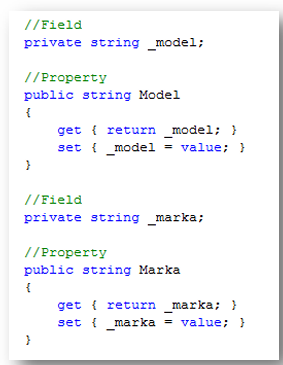 //Field
private string _model;
//Property
public string Model
{
get { return _model; }
set { _model = value; }
}
//Field
private string _marka;
//Property
public string Marka
{
get { return _marka; }
set { _marka = value; }
}